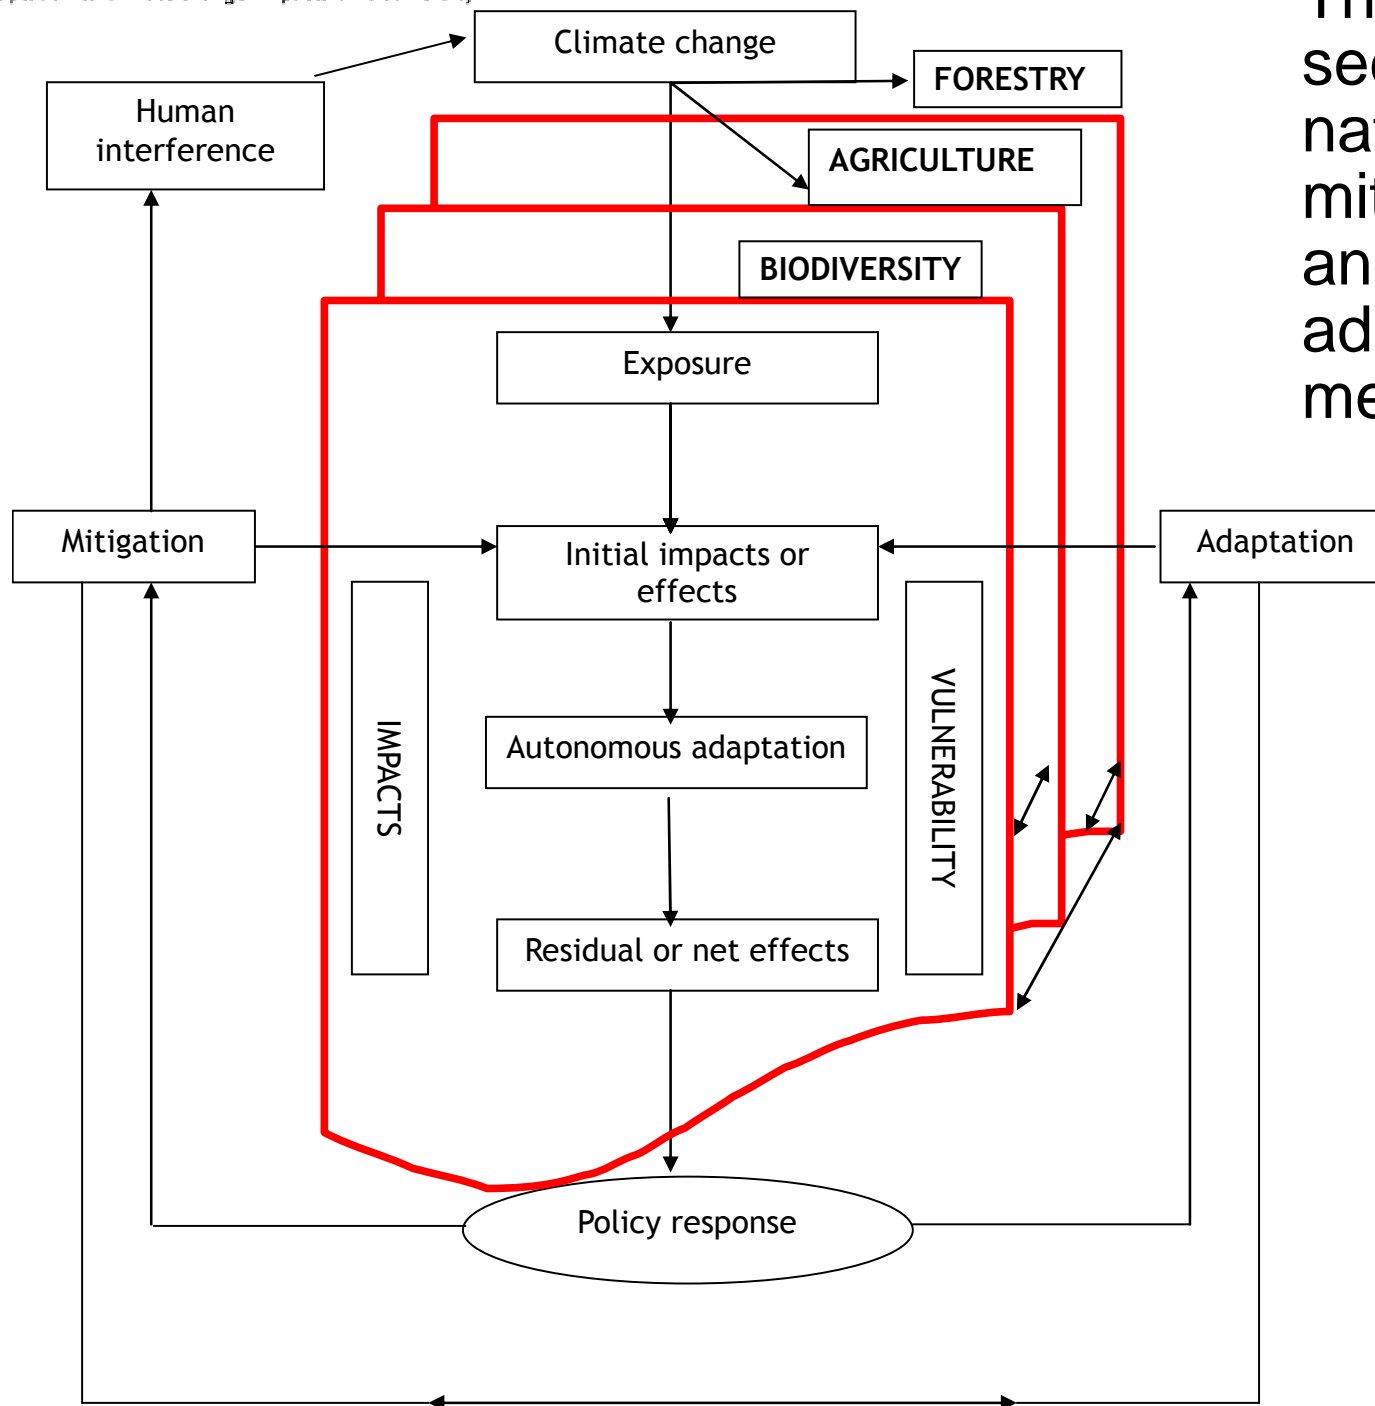 Climate change
FORESTRY
Human
interference
AGRICULTURE
BIODIVERSITY
Exposure
Mitigation
Initial impacts or
effects
Adaptation
IMPACTS
VULNERABILITY
Autonomous adaptation
Residual or net effects
Policy response